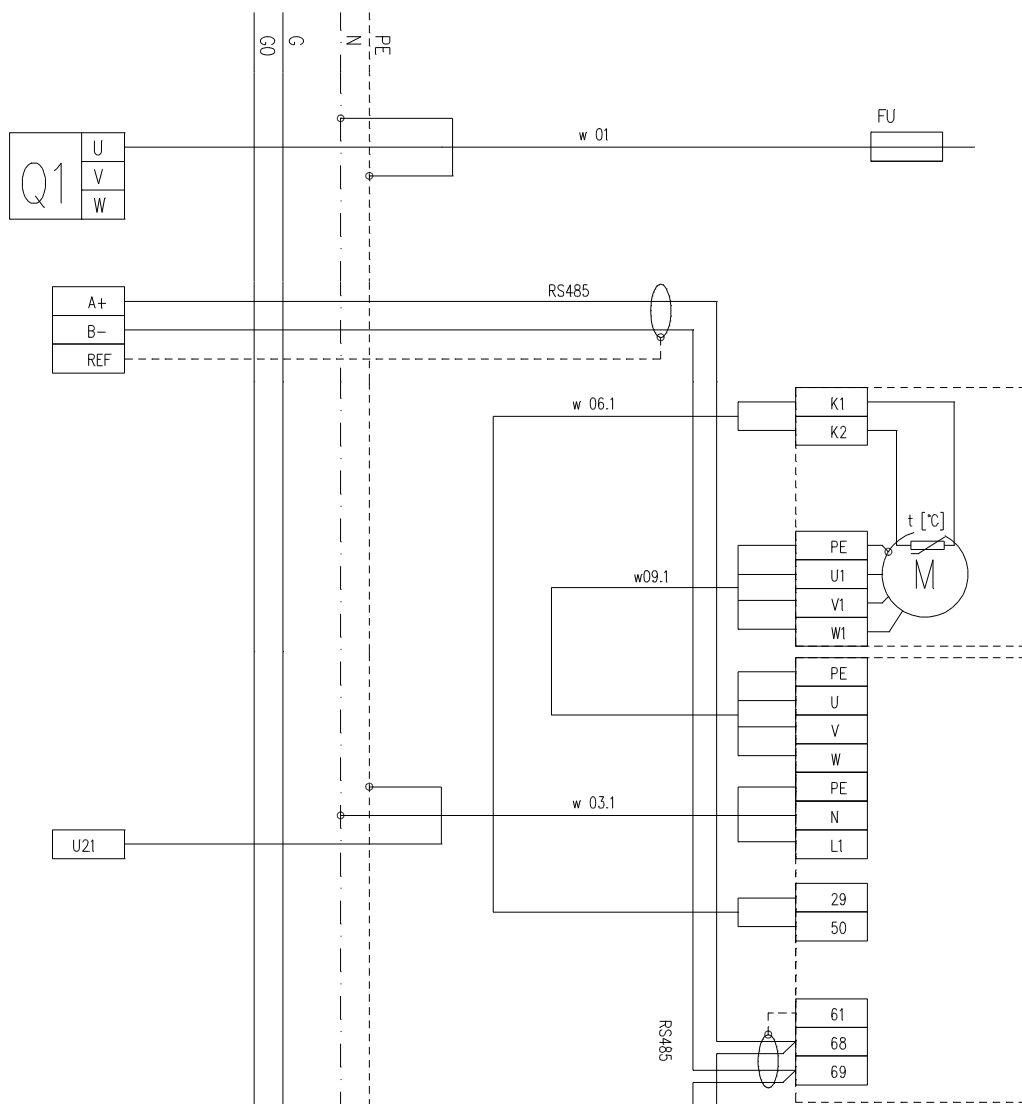 G0
G
N
PE
FU
w 01
Q1
U
V
W
A+
B-
REF
RS485
w 06.1
K1
K2
t [°C]
M
PE
U1
V1
W1
w09.1
PE
U
V
W
PE
N
L1
w 03.1
U21
29
50
RS485
61
68
69